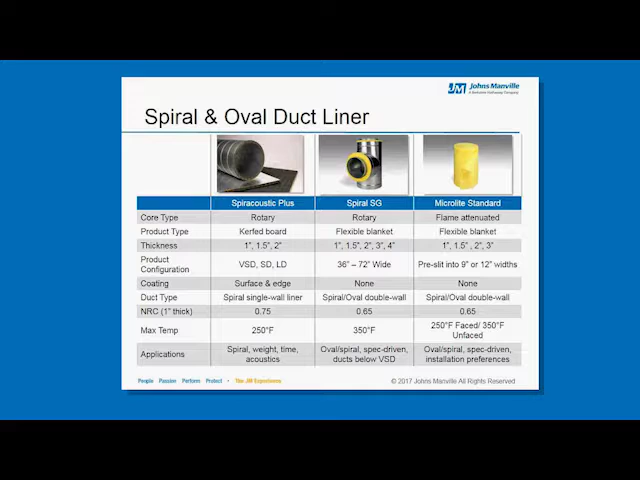 JM Johns Manville
A Berkshire Hathaway Company
Spiral & Oval Duct Liner
Spiracoustic Plus Spiral SG Microlite Standard
Core Type Rotary Rotary Flame attenuated
Product Type Kerfed board Flexible blanket Flexible blanket
Thickness 1", 1.5", 2" 1", 1.5", 2", 3", 4" 1", 1.5" , 2", 3"
Product
Configuration VSD, SD, LD 36" – 72" Wide Pre-slit into 9" or 12" widths
Coating Surface & edge None None
Duct Type Spiral single-wall liner Spiral/Oval double-wall Spiral/Oval double-wall
NRC (1" thick) 0.75 0.65 0.65
Max Temp 250°F 350°F 250°F Faced/ 350°F
Unfaced
Applications Spiral, weight, time,
acoustics Oval/spiral, spec-driven,
ducts below VSD Oval/spiral, spec-driven,
installation preferences
People Passion Perform Protect • The JM Experience
© 2017 Johns Manville All Rights Reserved